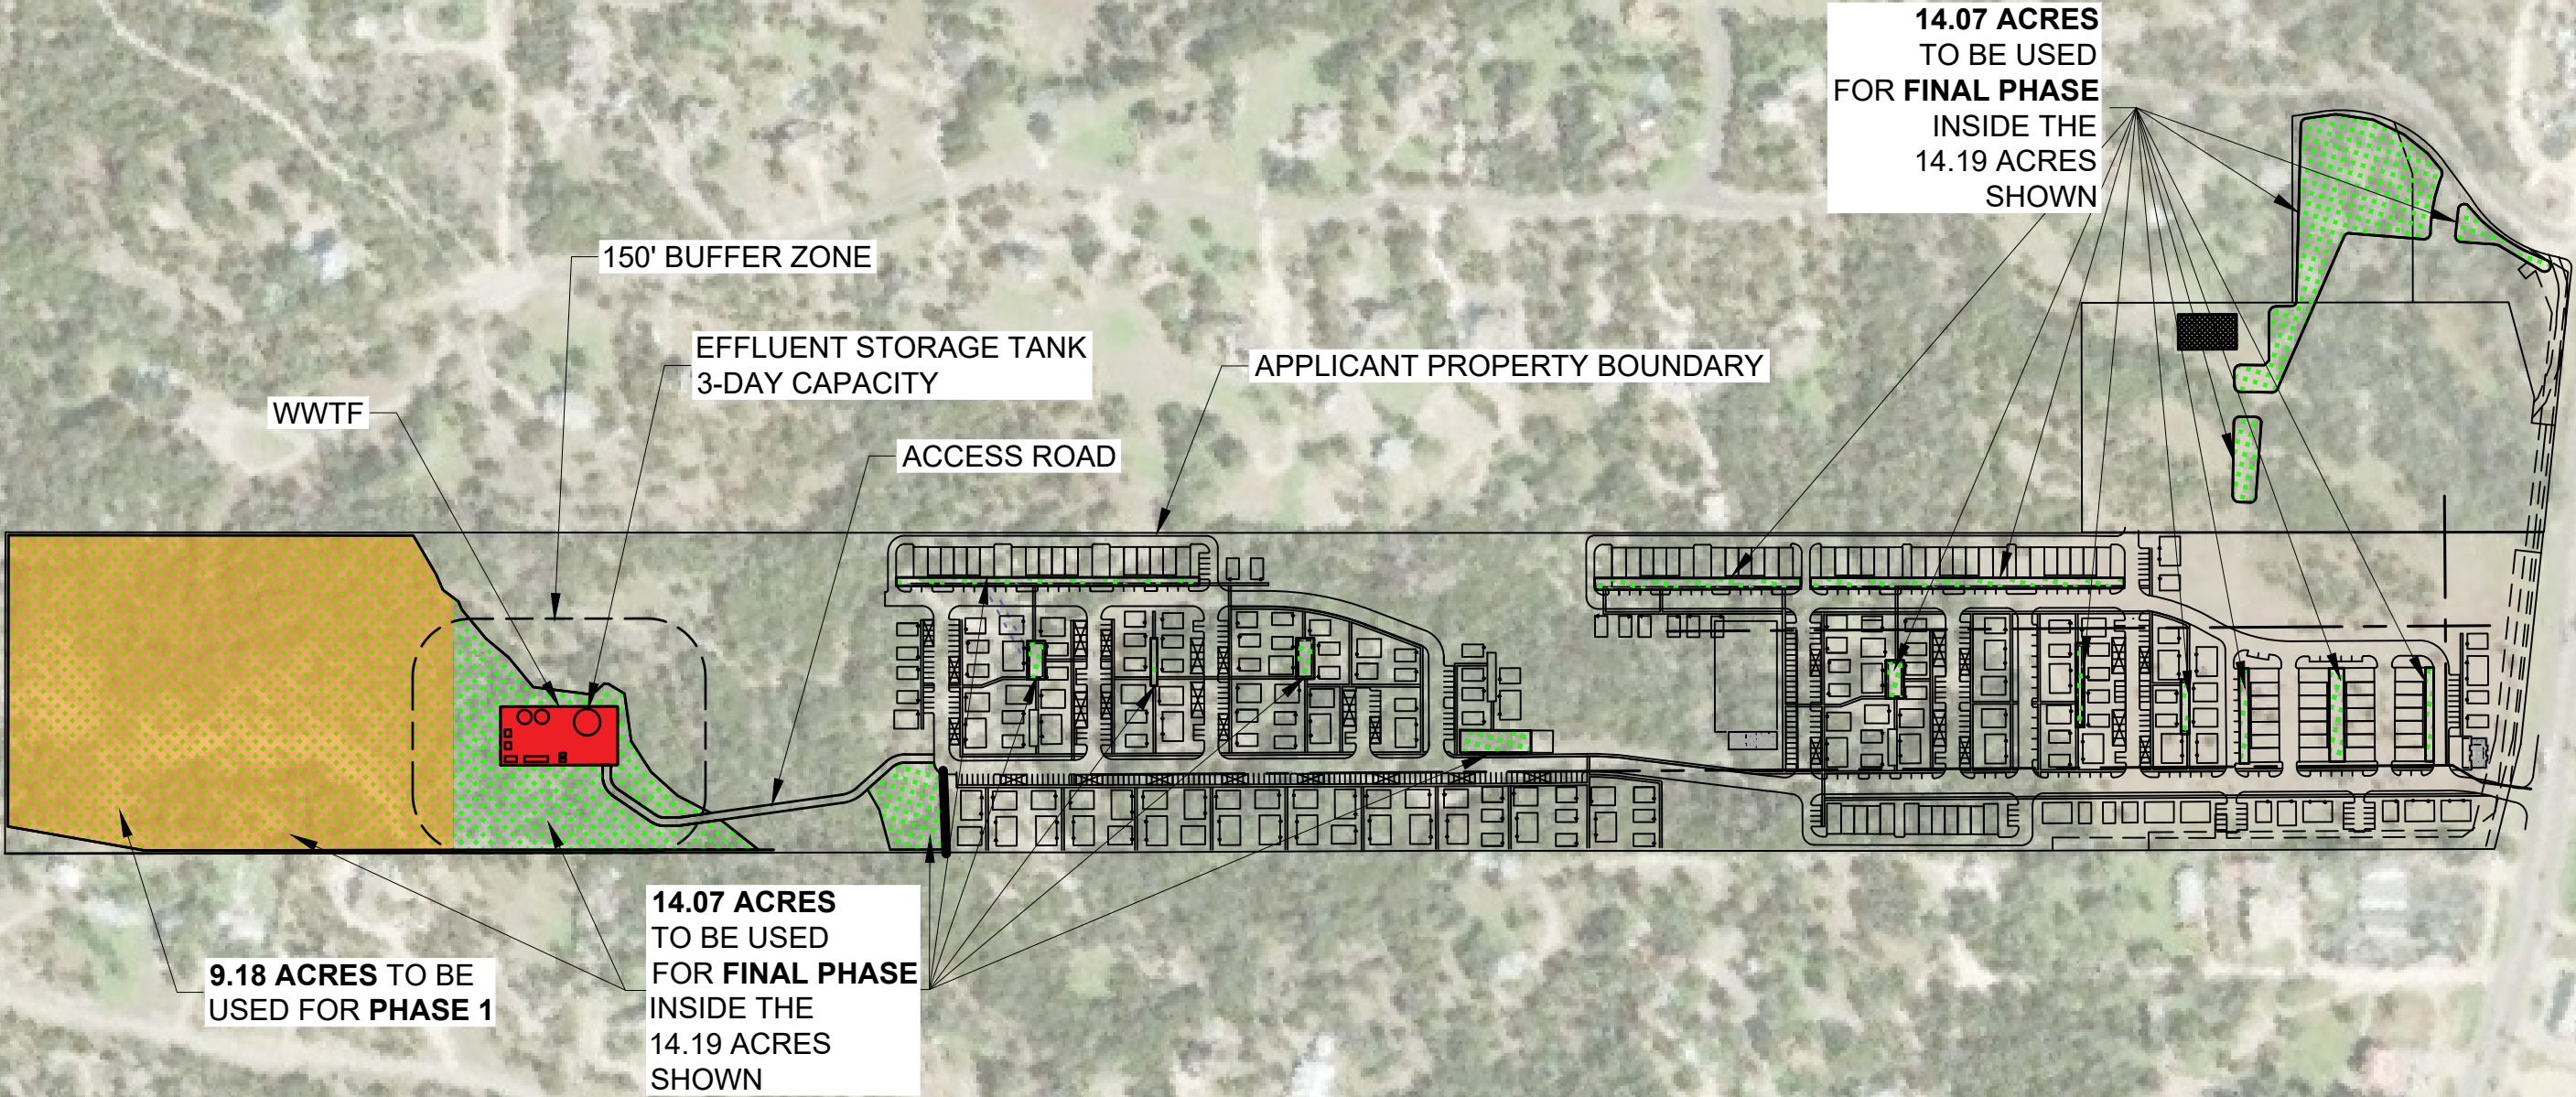 14.07 ACRES
TO BE USED
FOR FINAL PHASE
INSIDE THE
14.19 ACRES
SHOWN
150' BUFFER ZONE
EFFLUENT STORAGE TANK
3-DAY CAPACITY
APPLICANT PROPERTY BOUNDARY
WWTF
ACCESS ROAD
14.07 ACRES
TO BE USED
FOR FINAL PHASE
INSIDE THE
14.19 ACRES
SHOWN
9.18 ACRES TO BE
USED FOR PHASE 1